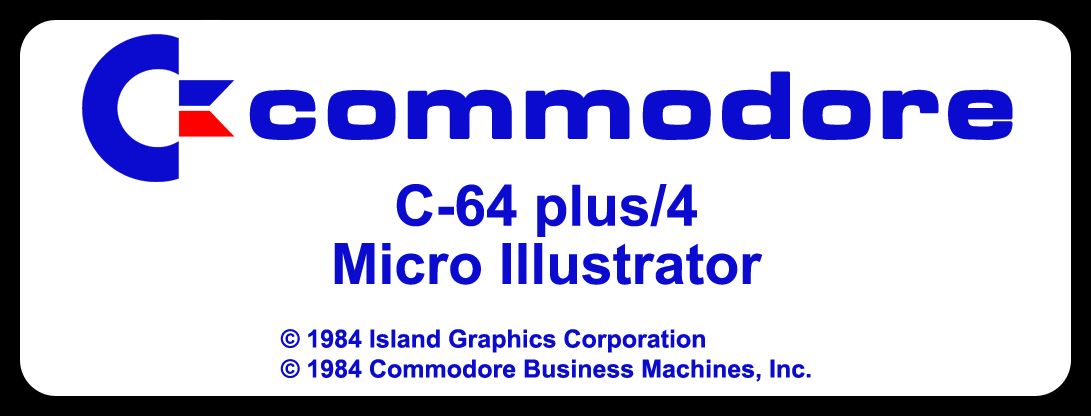 commodore
C-64 plus/4
Micro Illustrator
© 1984 Island Graphics Corporation
© 1984 Commodore Business Machines, Inc.